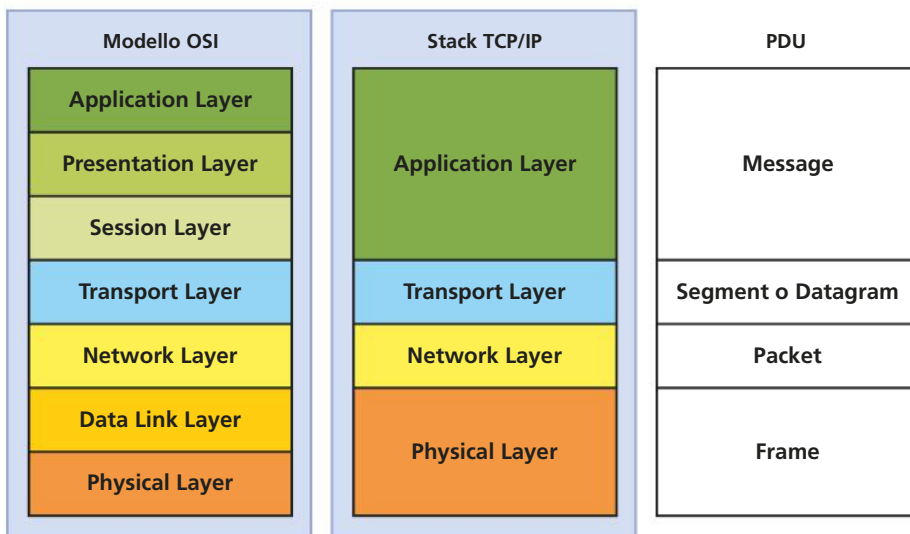 Modello OSI
Application Layer
Presentation Layer
Session Layer
Transport Layer
Network Layer
Data Link Layer
Physical Layer
Stack TCP/IP
Application Layer
Transport Layer
Network Layer
Physical Layer
PDU
Message
Segment o Datagram
Packet
Frame